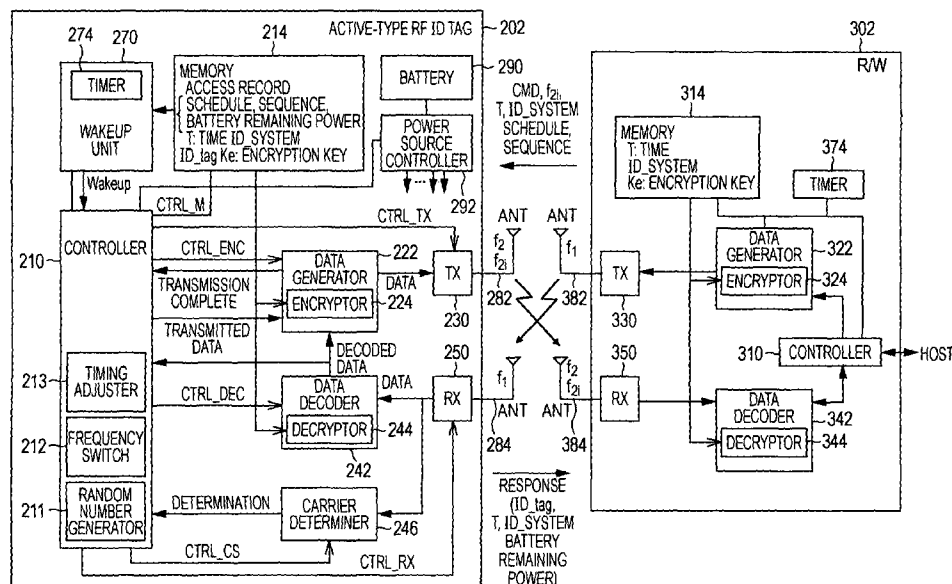 ACTIVE-TYPE RF ID TAG
202
274
270
TIMER
WAKEUP
UNIT
Wakeup
214
MEMORY
ACCESS RECORD
SCHEDULE, SEQUENCE,
BATTERY REMAINING POWER
T: TIME ID_SYSTEM
ID_tag Ke: ENCRYPTION KEY
BATTERY
290
POWER
SOURCE
CONTROLLER
292
CTRL_M
CTRL_TX
210
CONTROLLER
CTRL_ENC
TRANSMISSION
COMPLETE
TRANSMITTED
DATA
222
DATA
GENERATOR
ENCRYPTOR
224
DATA
TX
230
f2
f2i
ANT
282
DECODED
DATA
213
TIMING
ADJUSTER
CTRL_DEC
DATA
DECODER
DECRYPTOR
244
242
DATA
250
RX
f1
ANT
284
212
FREQUENCY
SWITCH
211
RANDOM
NUMBER
GENERATOR
DETERMINATION
CARRIER
DETERMINER
246
CTRL_CS
CTRL_RX
CMD, f2i,
T, ID_SYSTEM
SCHEDULE,
SEQUENCE
RESPONSE
(ID_tag,
T, ID_SYSTEM
BATTERY
REMAINING
POWER)
302
R/W
314
MEMORY
T: TIME
ID_SYSTEM
Ke: ENCRYPTION KEY
374
TIMER
ANT
f1
382
TX
330
DATA
GENERATOR
322
ENCRYPTOR
324
310
CONTROLLER
HOST
f2
f2i
ANT
384
350
RX
DATA
DECODER
342
DECRYPTOR
344